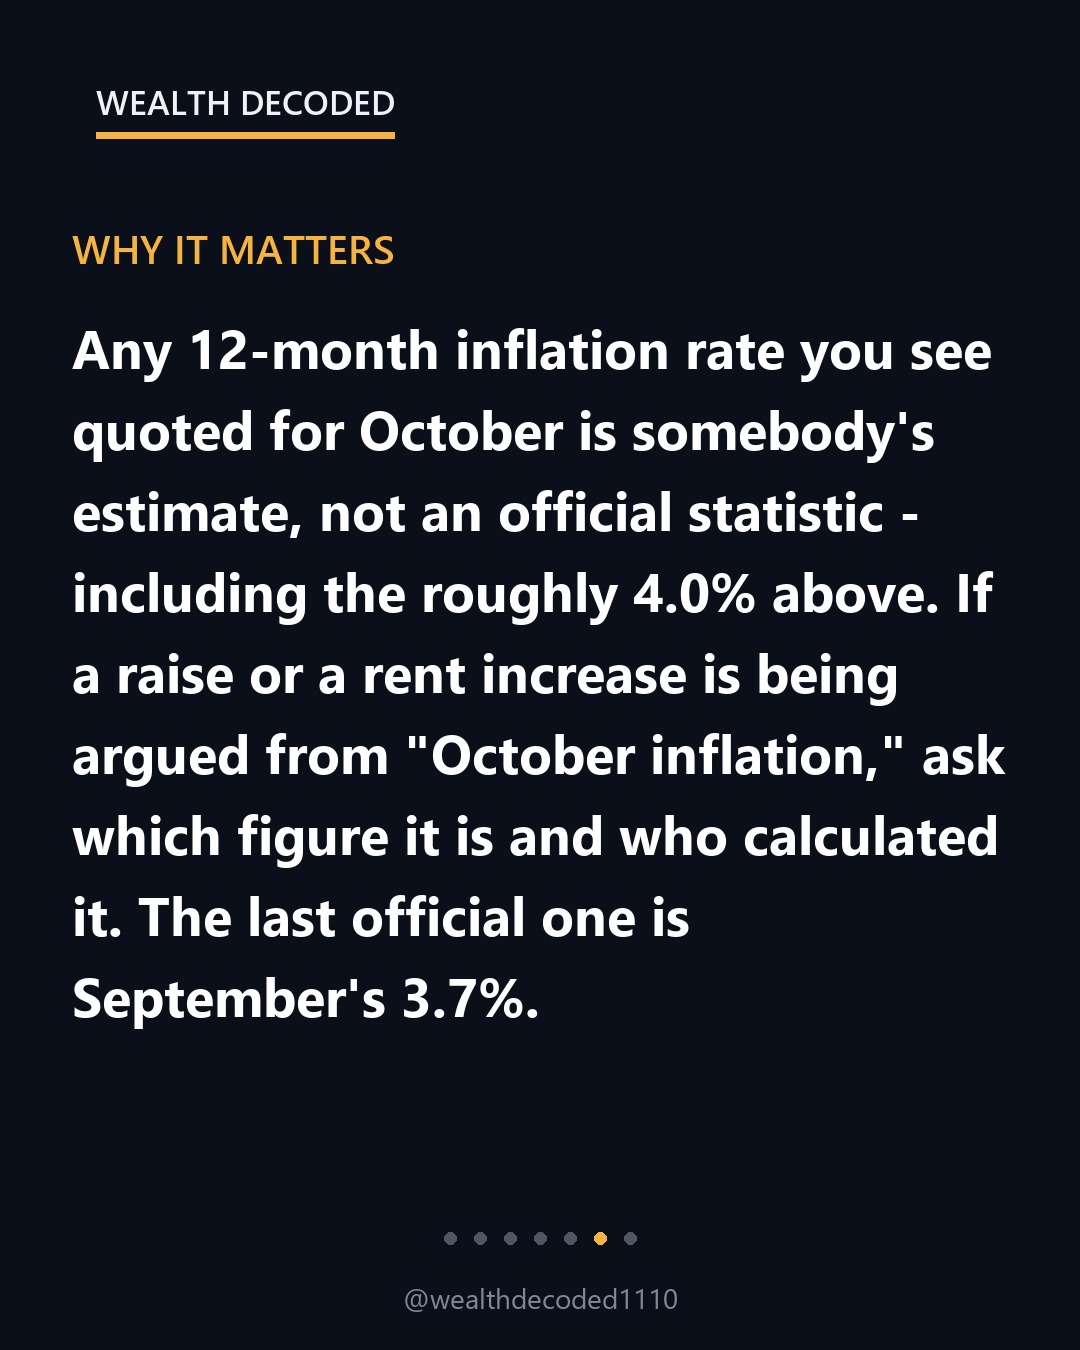 WEALTH DECODED
WHY IT MATTERS
Any 12-month inflation rate you see
quoted for October is somebody's
estimate, not an official statistic -
including the roughly 4.0% above. If
a raise or a rent increase is being
argued from "October inflation," ask
which figure it is and who calculated
it. The last official one is
September's 3.7%.
@wealthdecoded1110